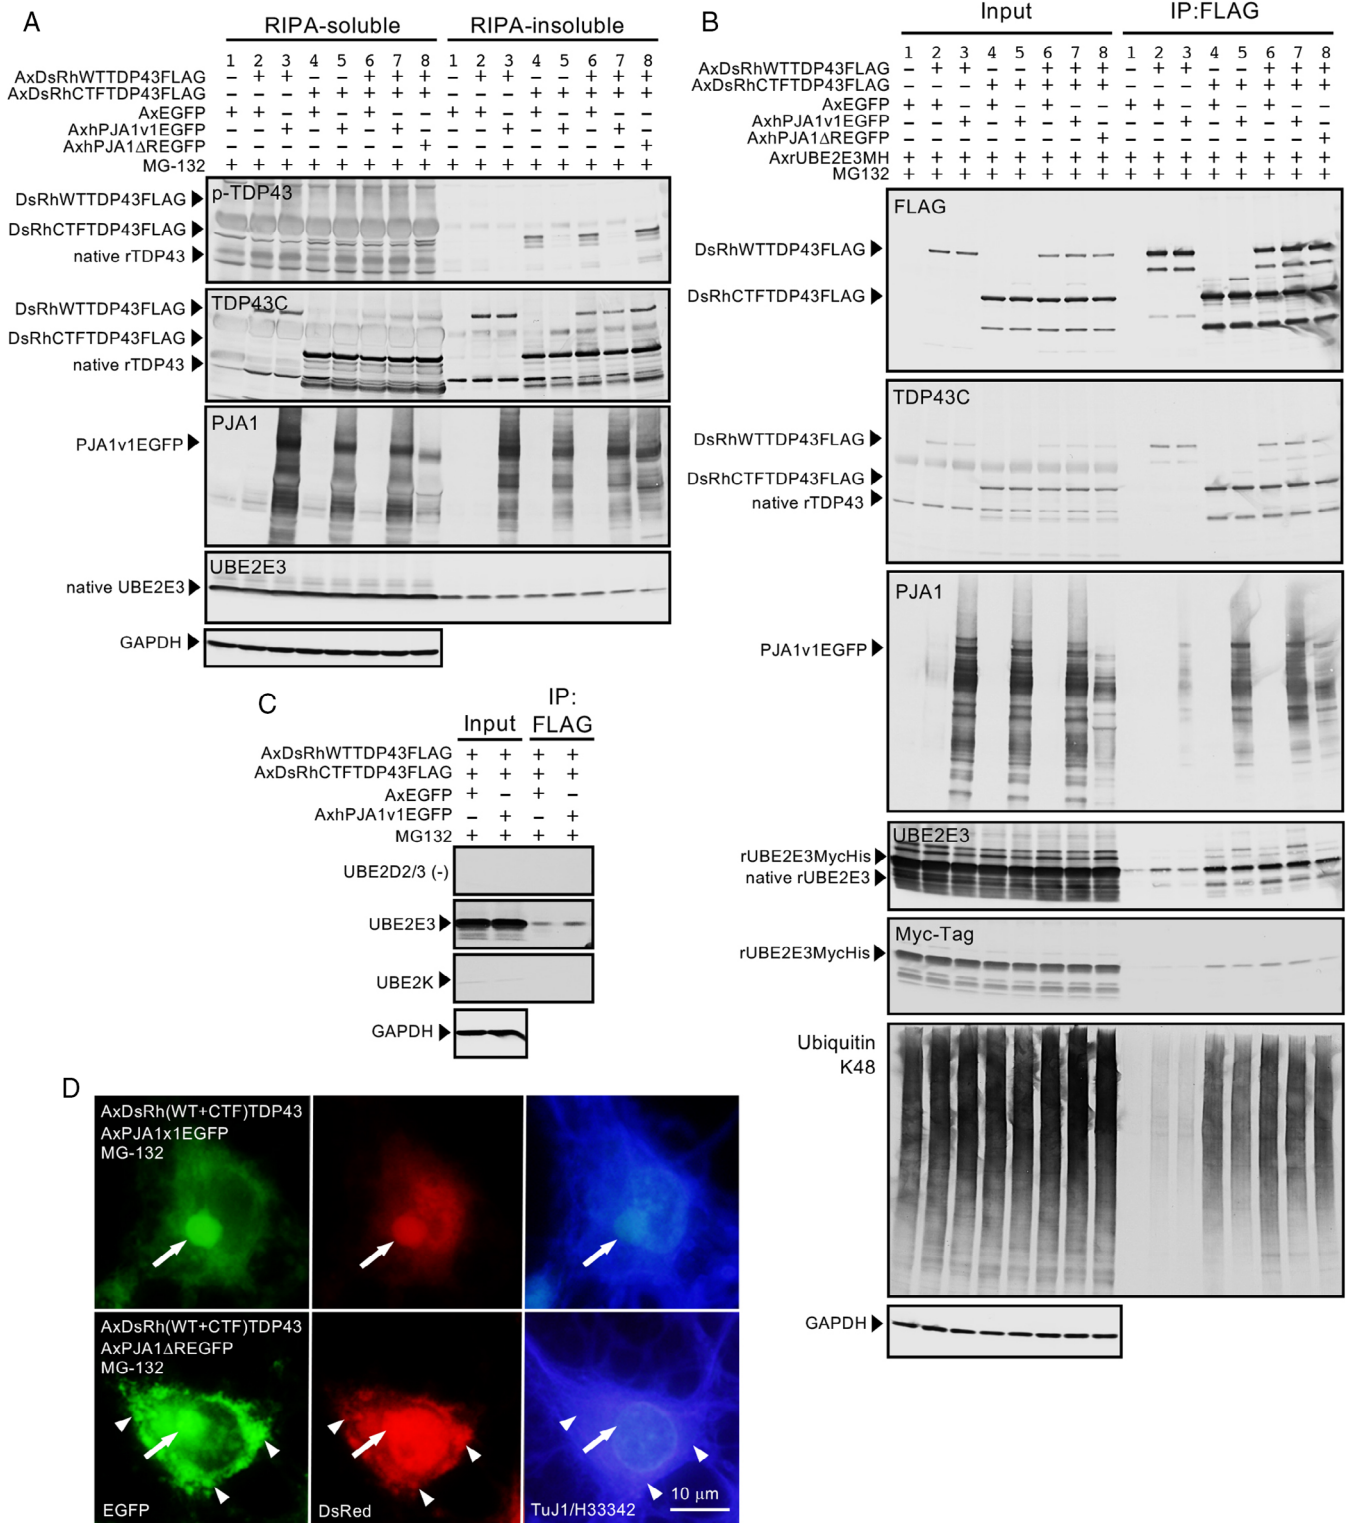 A
RIPA-soluble RIPA-insoluble
1 2 3 4 5 6 7 8 1 2 3 4 5 6 7 8
AxDsRhWTTDP43FLAG – + + – – + + + – + + – – + + +
AxDsRhCTFTDP43FLAG – – – + + + + + – – – + + + + +
AxEGFP + + – + – + – – + + – + – + – –
AxhPJA1v1EGFP – – + – + – + – – – + – + – + –
AxhPJA1ΔREGFP – – – – – – – + – – – – – – – +
MG-132 + + + + + + + + + + + + + + + +
p-TDP43
DsRhWTTDP43FLAG
DsRhCTFTDP43FLAG
native rTDP43
TDP43C
DsRhWTTDP43FLAG
DsRhCTFTDP43FLAG
native rTDP43
PJA1
PJA1v1EGFP
UBE2E3
native UBE2E3
GAPDH
B
Input IP:FLAG
1 2 3 4 5 6 7 8 1 2 3 4 5 6 7 8
AxDsRhWTTDP43FLAG – + + – – + + + – + + – – + + +
AxDsRhCTFTDP43FLAG – – – + + + + + – – – + + + + +
AxEGFP + + – + – + – – + + – + – + – –
AxhPJA1v1EGFP – – + – + – + – – – + – + – + –
AxhPJA1ΔREGFP – – – – – – – + – – – – – – – +
AxrUBE2E3MH + + + + + + + + + + + + + + + +
MG132 + + + + + + + + + + + + + + + +
FLAG
DsRhWTTDP43FLAG
DsRhCTFTDP43FLAG
TDP43C
DsRhWTTDP43FLAG
DsRhCTFTDP43FLAG
native rTDP43
PJA1
PJA1v1EGFP
UBE2E3
rUBE2E3MycHis
native rUBE2E3
Myc-Tag
rUBE2E3MycHis
Ubiquitin
K48
GAPDH
C
IP:
Input FLAG
AxDsRhWTTDP43FLAG + + + +
AxDsRhCTFTDP43FLAG + + + +
AxEGFP + – + –
AxhPJA1v1EGFP – + – +
MG132 + + + +
UBE2D2/3 (-)
UBE2E3
UBE2K
GAPDH
D
AxDsRh(WT+CTF)TDP43
AxPJA1x1EGFP
MG-132
AxDsRh(WT+CTF)TDP43
AxPJA1ΔREGFP
MG-132
EGFP
DsRed
TuJ1/H33342
10 μm